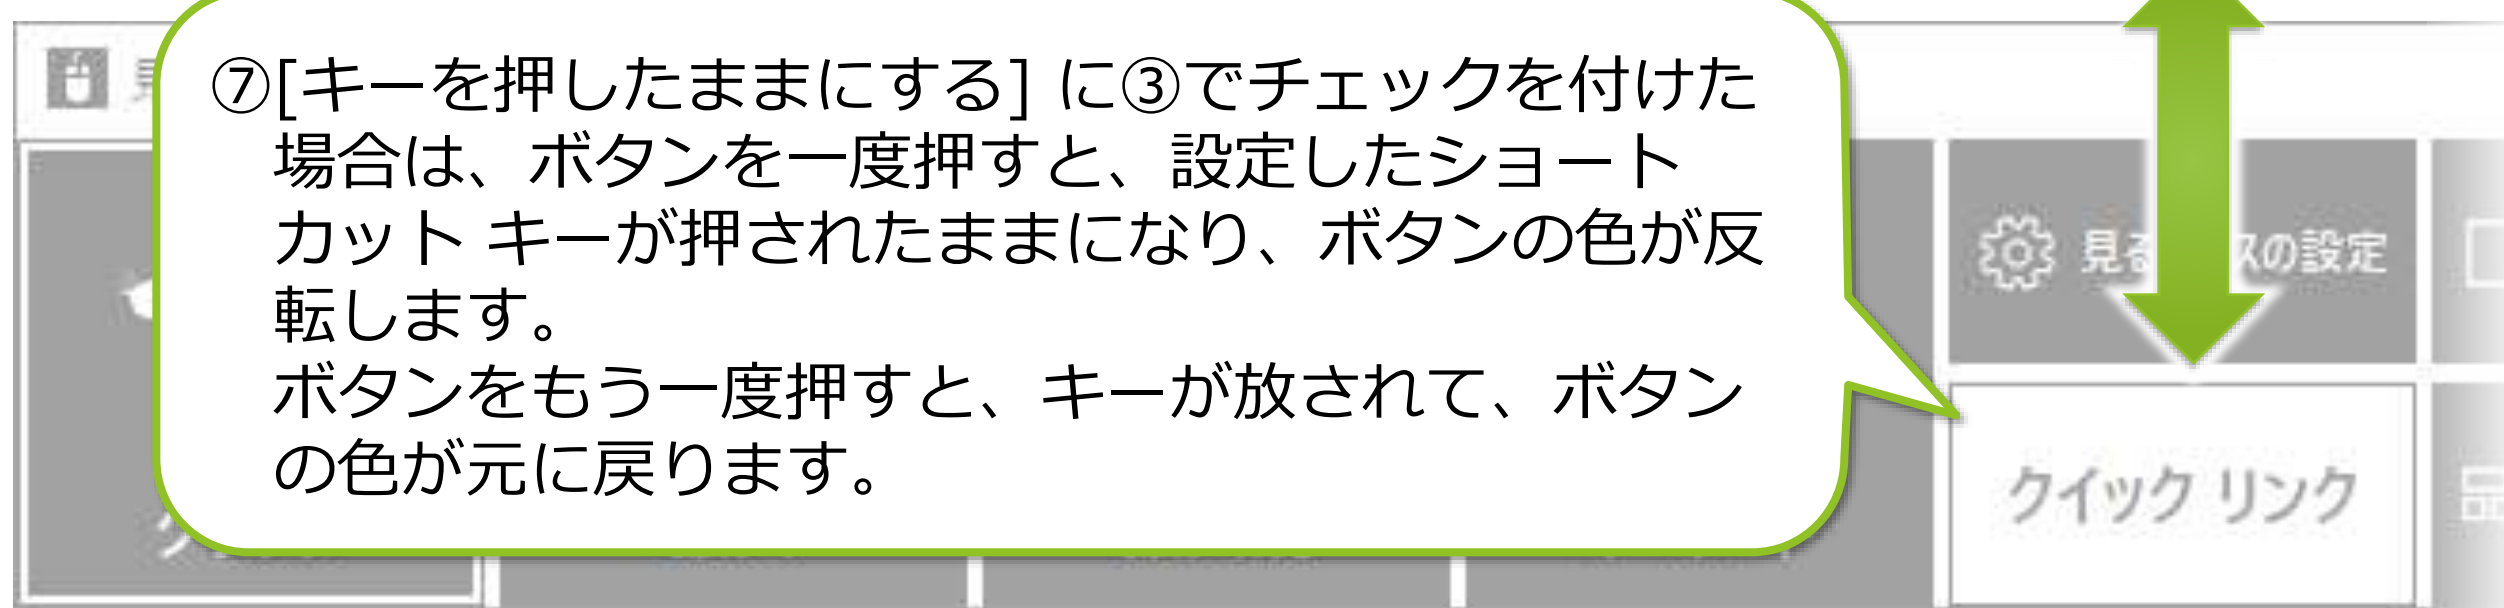 ⑦[キーを押したままにする] に③でチェックを付けた
場合は、ボタンを一度押すと、設定したショート
カット キーが押されたままになり、ボタンの色が反
転します。
ボタンをもう一度押すと、キーが放されて、ボタン
の色が元に戻ります。
見る
スの設定
クイック リンク